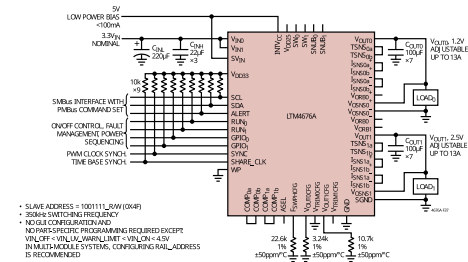 5V
LOW POWER BIAS
<100mA
3.3VIN
NOMINAL
CINL
220µF
CINH
22µF
×3
10k
×9
SMBus INTERFACE WITH
PMBus COMMAND SET
ON/OFF CONTROL, FAULT
MANAGEMENT, POWER
SEQUENCING
PWM CLOCK SYNCH.
TIME BASE SYNCH.
VIN0
VIN1
SVIN
VDD33
SCL
SDA
ALERT
RUN0
RUN1
GPIO0
GPIO1
SYNC
SHARE_CLK
WP
INTVCC
VDD25
SW0
SW1
SNUB0
SNUB1
LTM4676A
VOUT0
TSNS0a
TSNS0b
ISNS0a+
ISNS0b+
ISNS0a–
ISNS0b–
VOSNS0+
VOSNS0–
VORB0+
VORB0–
VORB1
VOUT1
TSNS1a
TSNS1b
ISNS1a+
ISNS1b+
ISNS1a–
ISNS1b–
VOSNS1
SGND
COMP0a
COMP0b
COMP1a
COMP1b
ASEL
FSWPHCFG
VOUT0CFG
VTRIM0CFG
VOUT1CFG
VTRIM1CFG
GND
COUT0
100µF
×7
VOUT0, 1.2V
ADJUSTABLE
UP TO 13A
LOAD0
COUT1
100µF
×7
VOUT1, 2.5V
ADJUSTABLE
UP TO 13A
LOAD1
4676A F37
22.6k
1%
±50ppm/°C
3.24k
1%
±50ppm/°C
10.7k
1%
±50ppm/°C
• SLAVE ADDRESS = 1001111_R/W (0X4F)
• 350kHz SWITCHING FREQUENCY
• NO GUI CONFIGURATION AND
NO PART-SPECIFIC PROGRAMMING REQUIRED EXCEPT:
VIN_OFF < VIN_UV_WARN_LIMIT < VIN_ON < 4.5V
IN MULTI-MODULE SYSTEMS, CONFIGURING RAIL_ADDRESS
IS RECOMMENDED